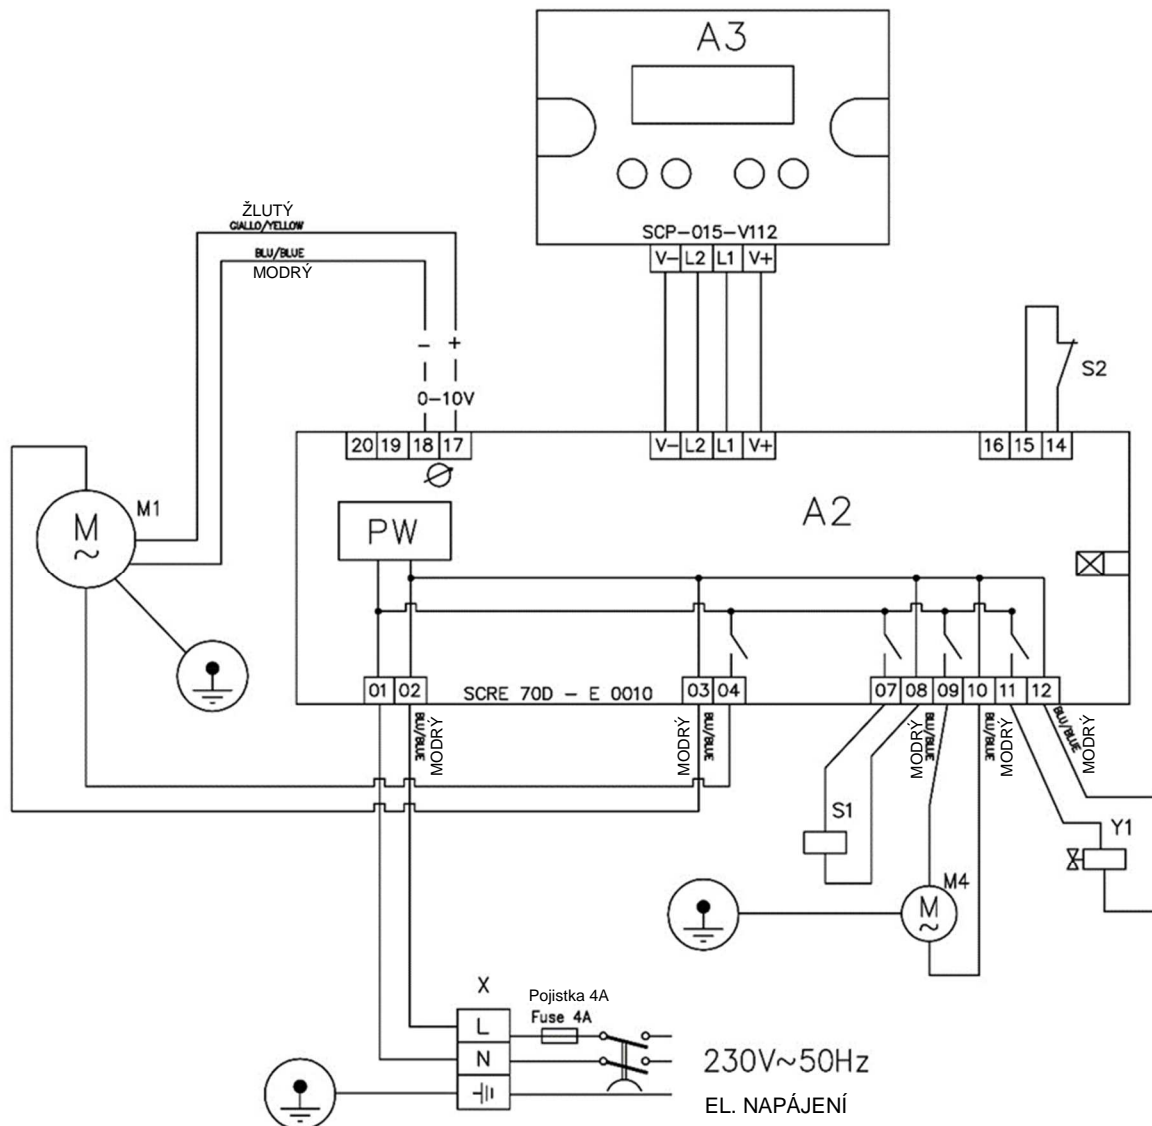 A3
SCP-015-V112
V- L2 L1 V+
ŽLUTÝ
GIALLO/YELLOW
BLU/BLUE
MODRÝ
- +
0-10V
S2
20 19 18 17
V- L2 L1 V+
16 15 14
M1
M
~
PW
A2
01 02
SCRE 70D - E 0010
03 04
07 08 09 10 11 12
BLU/BLUE
MODRÝ
MODRÝ
BLU/BLUE
MODRÝ
BLU/BLUE
BLU/BLUE
MODRÝ
BLU/BLUE
MODRÝ
S1
Y1
M4
M
~
X
Pojistka 4A
Fuse 4A
L
N
230V~50Hz
EL. NAPÁJENÍ